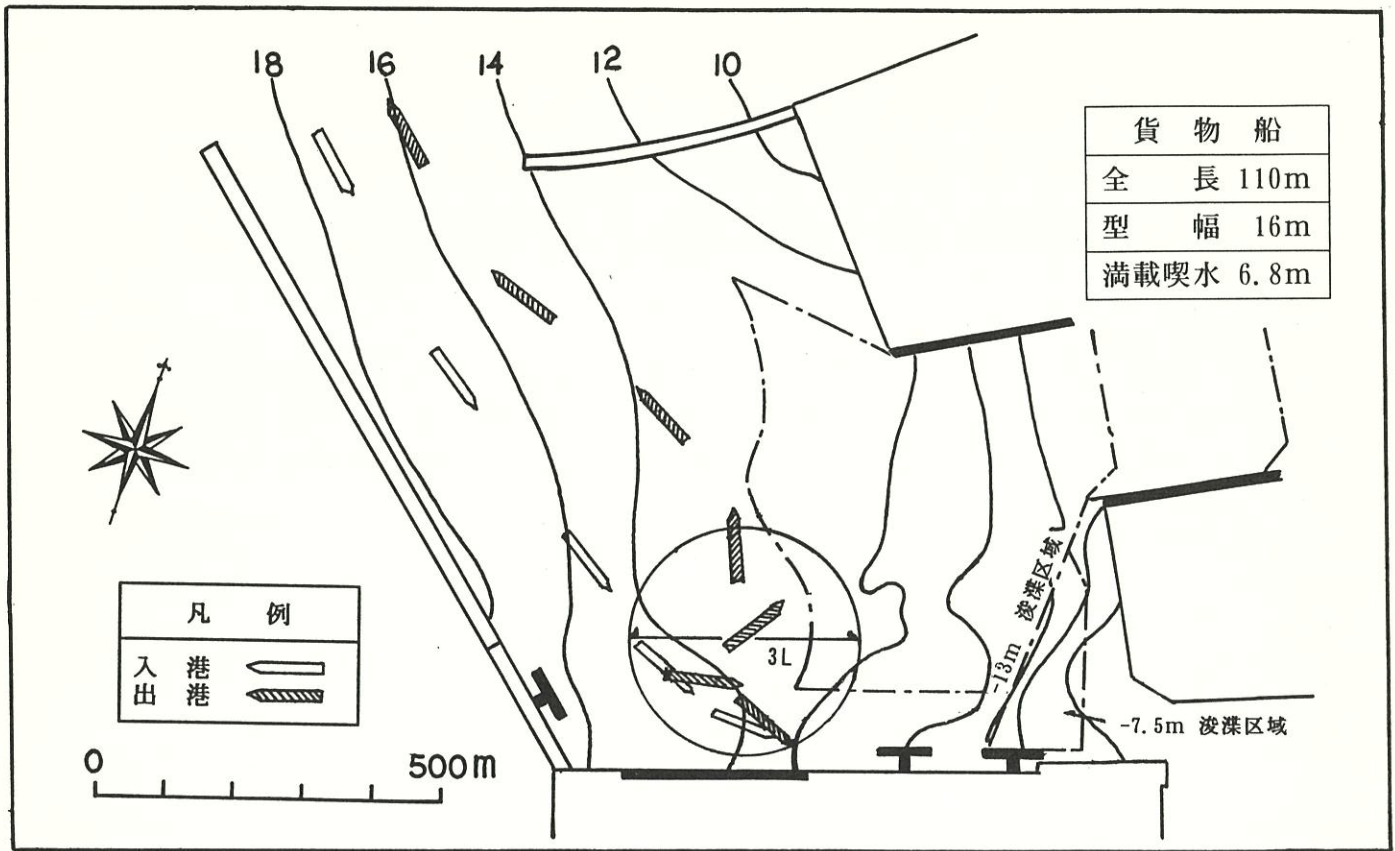 18 16 14 12 10
貨物船
全長 110m
型幅 16m
満載喫水 6.8m
3L
-13m 浚渫区域
-7.5m 浚渫区域
凡例
入港
出港
0 500m